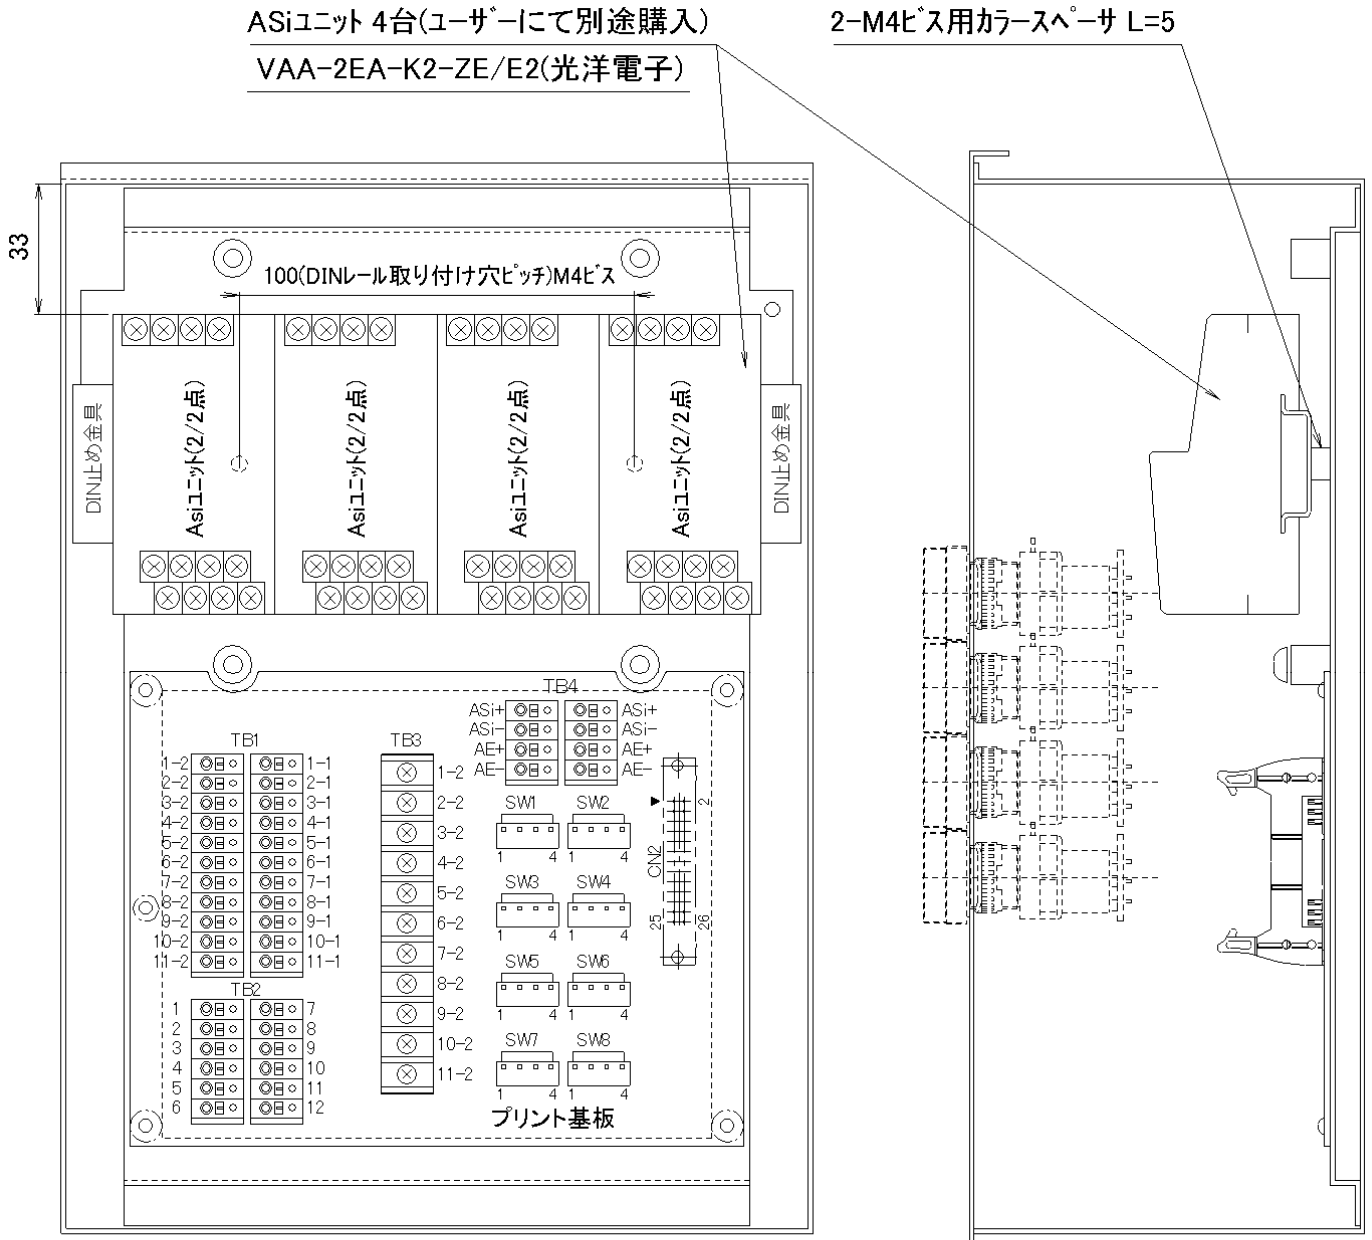 ASiユニット 4台(ユーザーにて別途購入)
VAA-2EA-K2-ZE/E2(光洋電子)
2-M4ビス用カラースペーサ L=5
33
100(DINレール取り付け穴ピッチ)M4ビス
DIN止め金具
Asiユニット(2/2点)
Asiユニット(2/2点)
Asiユニット(2/2点)
Asiユニット(2/2点)
DIN止め金具
TB4
ASi+ ASi+
ASi- ASi-
AE+ AE+
AE- AE-
TB1
1-2 1-1
2-2 2-1
3-2 3-1
4-2 4-1
5-2 5-1
6-2 6-1
7-2 7-1
8-2 8-1
9-2 9-1
10-2 10-1
11-2 11-1
TB2
1 7
2 8
3 9
4 10
5 11
6 12
TB3
1-2
2-2
3-2
4-2
5-2
6-2
7-2
8-2
9-2
10-2
11-2
SW1 SW2
1 4 1 4
SW3 SW4
1 4 1 4
SW5 SW6
1 4 1 4
SW7 SW8
1 4 1 4
2
CN2
25 26
プリント基板